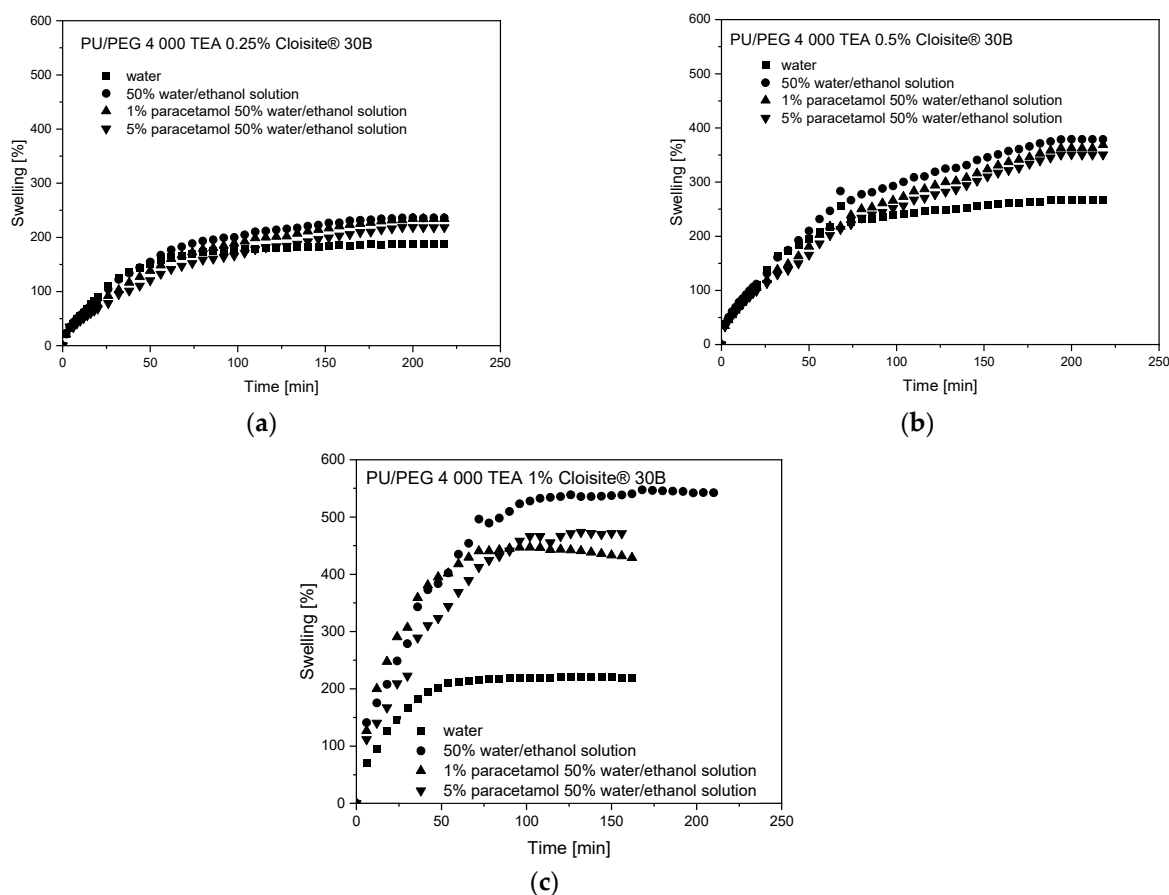 PU/PEG 4 000 TEA 0.25% Cloisite® 30B
water
50% water/ethanol solution
1% paracetamol 50% water/ethanol solution
5% paracetamol 50% water/ethanol solution
600
500
400
300
200
100
0
Swelling [%]
0 50 100 150 200 250
Time [min]
(a)
PU/PEG 4 000 TEA 0.5% Cloisite® 30B
water
50% water/ethanol solution
1% paracetamol 50% water/ethanol solution
5% paracetamol 50% water/ethanol solution
600
500
400
300
200
100
0
Swelling [%]
0 50 100 150 200 250
Time [min]
(b)
PU/PEG 4 000 TEA 1% Cloisite® 30B
600
500
400
300
200
100
0
Swelling [%]
water
50% water/ethanol solution
1% paracetamol 50% water/ethanol solution
5% paracetamol 50% water/ethanol solution
0 50 100 150 200 250
Time [min]
(c)